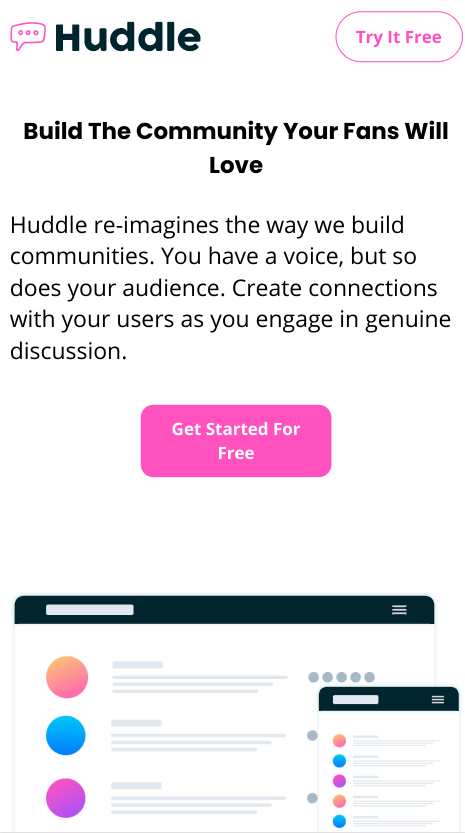 Huddle
Try It Free
Build The Community Your Fans Will
Love
Huddle re-imagines the way we build
communities. You have a voice, but so
does your audience. Create connections
with your users as you engage in genuine
discussion.
Get Started For
Free